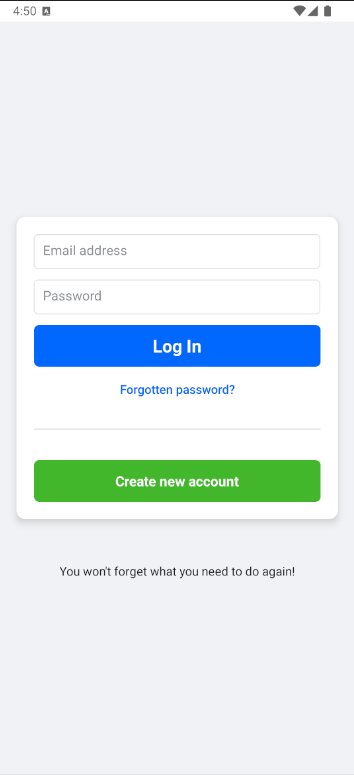 4:50
Email address
Password
Log In
Forgotten password?
Create new account
You won't forget what you need to do again!